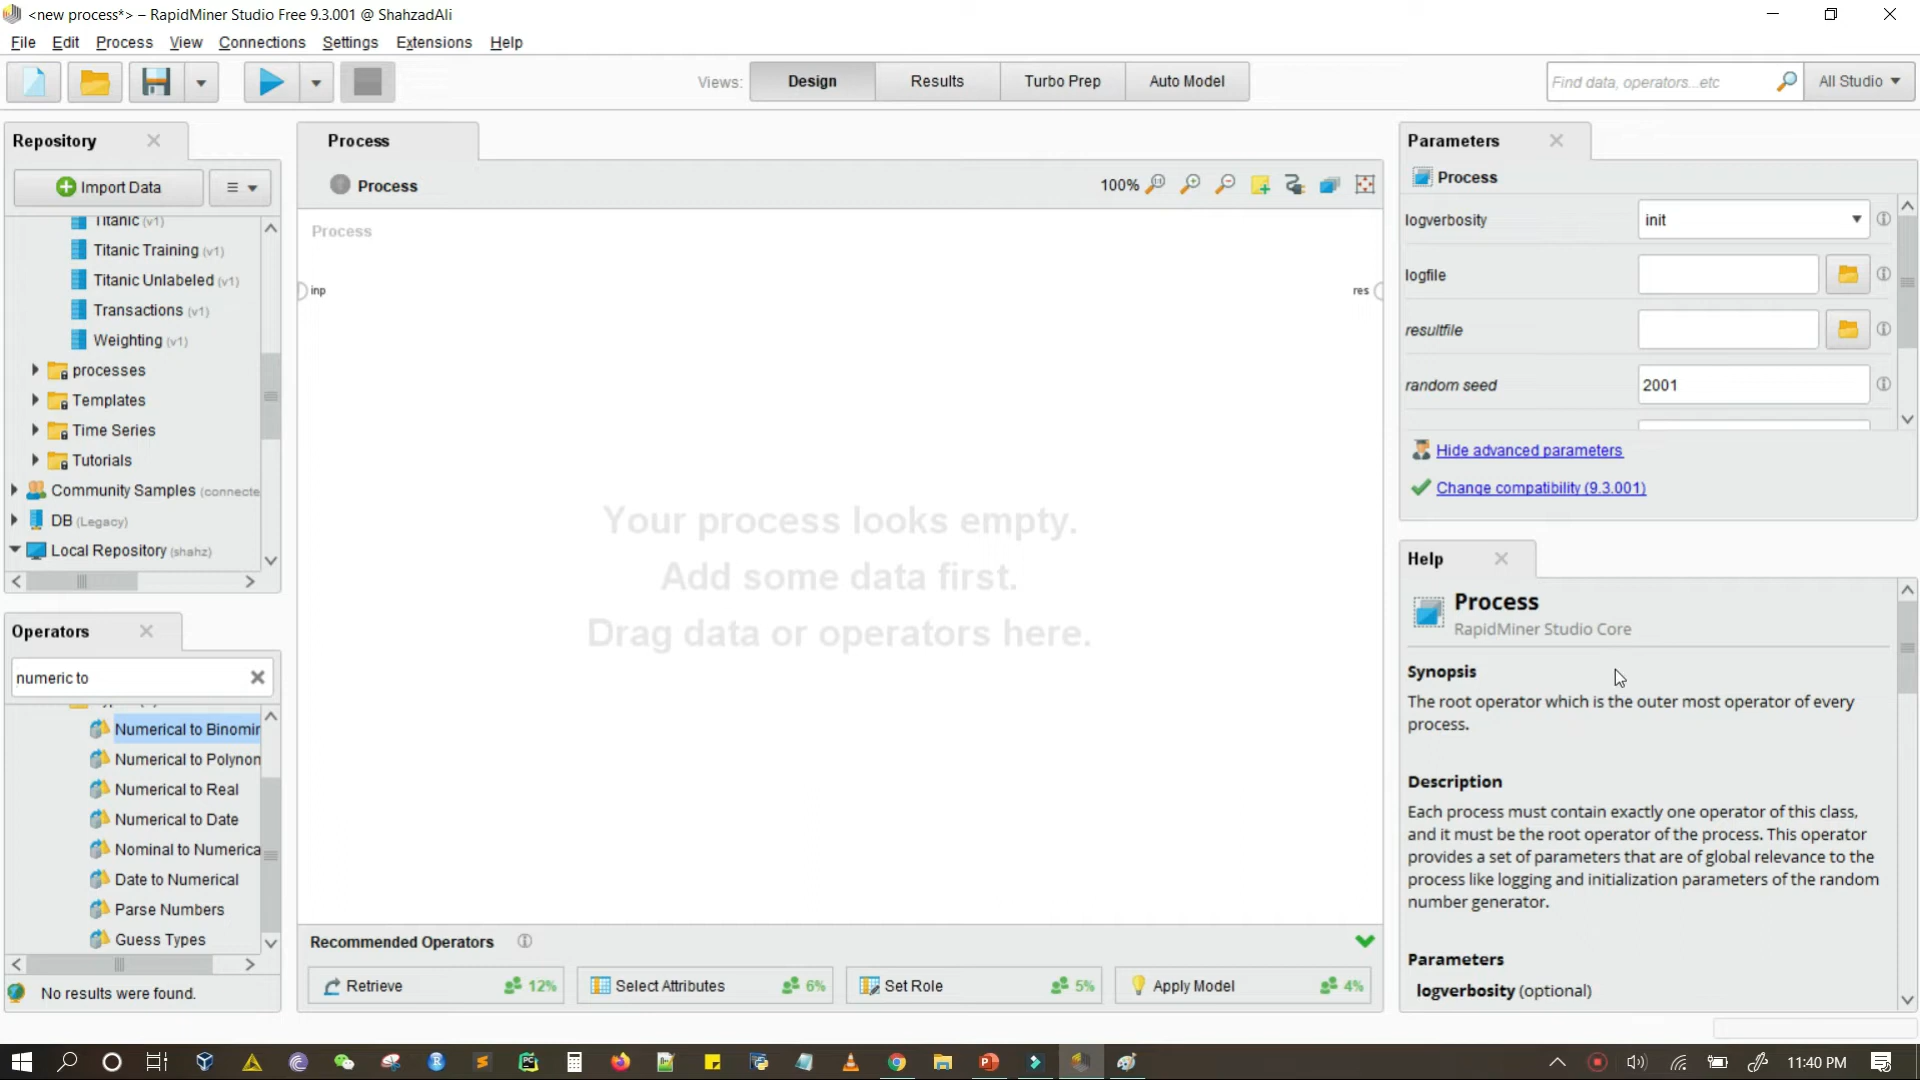 <new process*> – RapidMiner Studio Free 9.3.001 @ ShahzadAli
File Edit Process View Connections Settings Extensions Help
Views: Design Results Turbo Prep Auto Model
Find data, operators...etc All Studio
Repository
Import Data
Titanic (v1)
Titanic Training (v1)
Titanic Unlabeled (v1)
Transactions (v1)
Weighting (v1)
processes
Templates
Time Series
Tutorials
Community Samples (connecte
DB (Legacy)
Local Repository (shahz)
Operators
numeric to
Numerical to Binomin
Numerical to Polynon
Numerical to Real
Numerical to Date
Nominal to Numerica
Date to Numerical
Parse Numbers
Guess Types
No results were found.
Process
Process
100%
Process
inp
res
Your process looks empty.
Add some data first.
Drag data or operators here.
Recommended Operators
Retrieve 12%
Select Attributes 6%
Set Role 5%
Apply Model 4%
Parameters
Process
logverbosity init
logfile
resultfile
random seed 2001
Hide advanced parameters
Change compatibility (9.3.001)
Help
Process
RapidMiner Studio Core
Synopsis
The root operator which is the outer most operator of every
process.
Description
Each process must contain exactly one operator of this class,
and it must be the root operator of the process. This operator
provides a set of parameters that are of global relevance to the
process like logging and initialization parameters of the random
number generator.
Parameters
logverbosity (optional)
11:40 PM